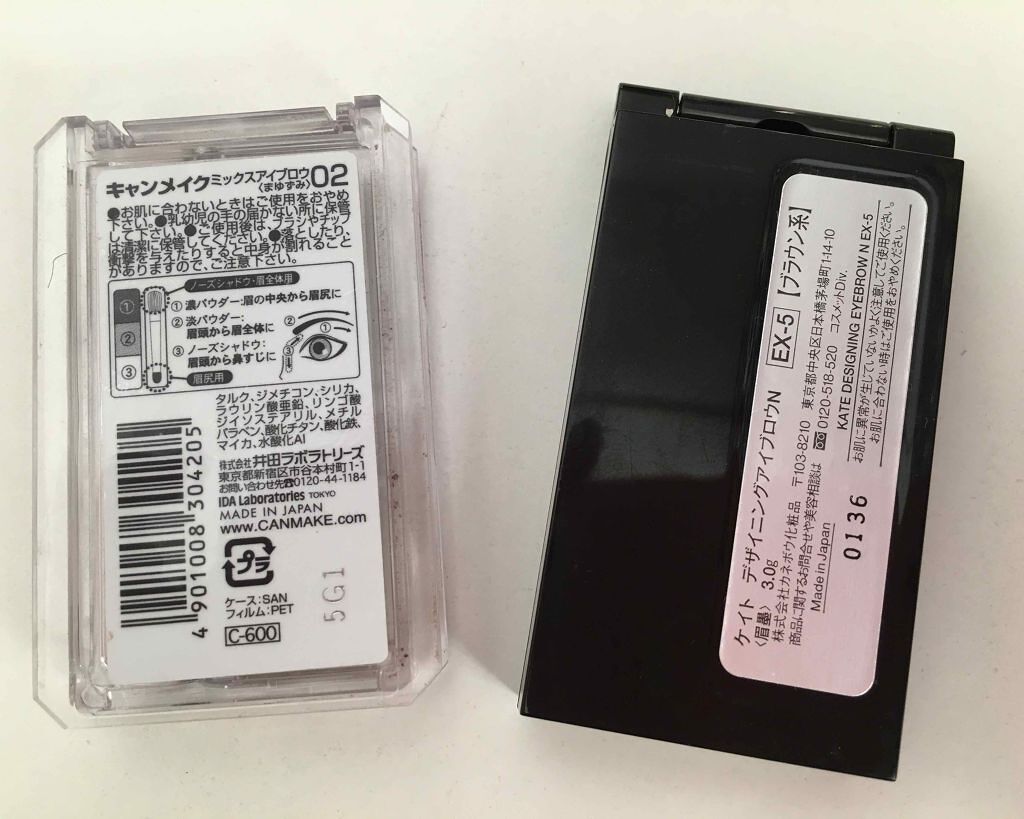 キャンメイク ミックスアイブロウ 02
〈まゆずみ〉
●お肌に合わないときはご使用をおやめ
下さい。●乳幼児の手の届かない所に保管
して下さい。●ご使用後は、ブラシやチップ
は清潔に保管してください。●落としたり、
衝撃を与えたりすると中身が割れること
がありますので、ご注意下さい。
ノーズシャドウ・眉全体用
①濃パウダー：眉の中央から眉尻に
②淡パウダー：
眉頭から眉全体に
③ノーズシャドウ：
眉頭から鼻すじに
眉尻用
①
②
③
②
①
③
タルク、ジメチコン、シリカ、
ラウリン酸亜鉛、リンゴ酸
ジイソステアリル、メチル
パラベン、酸化チタン、酸化鉄、
マイカ、水酸化Al
株式会社 井田ラボラトリーズ
東京都新宿区市谷本村町1-1
お問い合わせ先☎0120-44-1184
IDA Laboratories TOKYO
MADE IN JAPAN
www.CANMAKE.com
プラ
ケース：SAN
フィルム：PET
C-600
5G1
4 901008 304205
ケイト デザイニングアイブロウN EX-5 【ブラウン系】
〈眉墨〉 3.0g
株式会社カネボウ化粧品 〒103-8210 東京都中央区日本橋茅場町1-14-10
商品に関するお問合せや美容相談は 0120-518-520 コスメットDiv.
Made in Japan KATE DESIGNING EYEBROW N EX-5
0136
お肌に異常が生じていないかよく注意してご使用ください。
お肌に合わない時はご使用をおやめください。